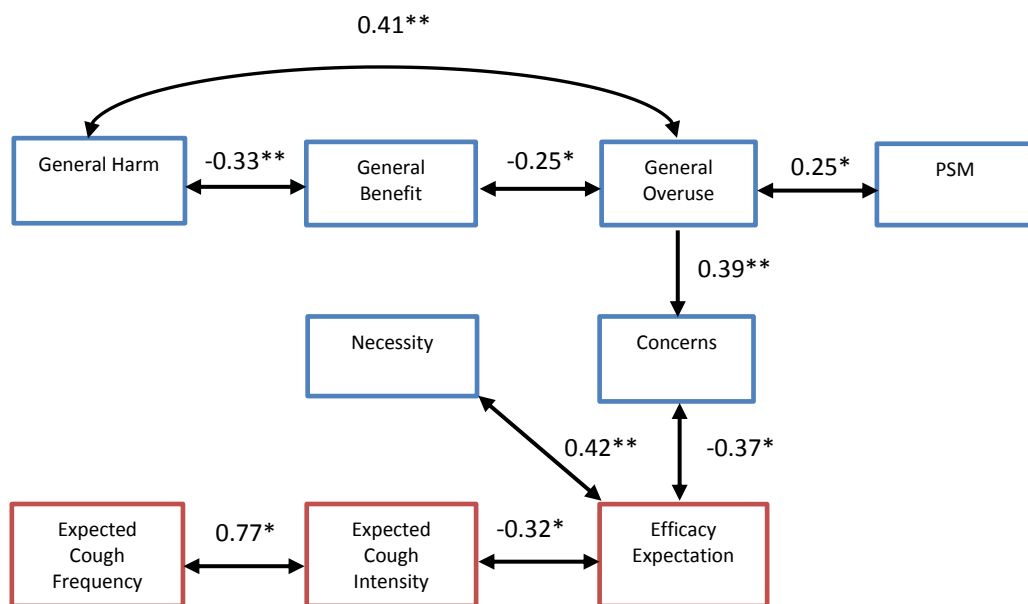 0.41**
General Harm
-0.33**
General
Benefit
-0.25*
General
Overuse
0.25*
PSM
0.39**
Necessity
Concerns
0.42**
-0.37*
Expected
Cough
Frequency
0.77*
Expected
Cough
Intensity
-0.32*
Efficacy
Expectation